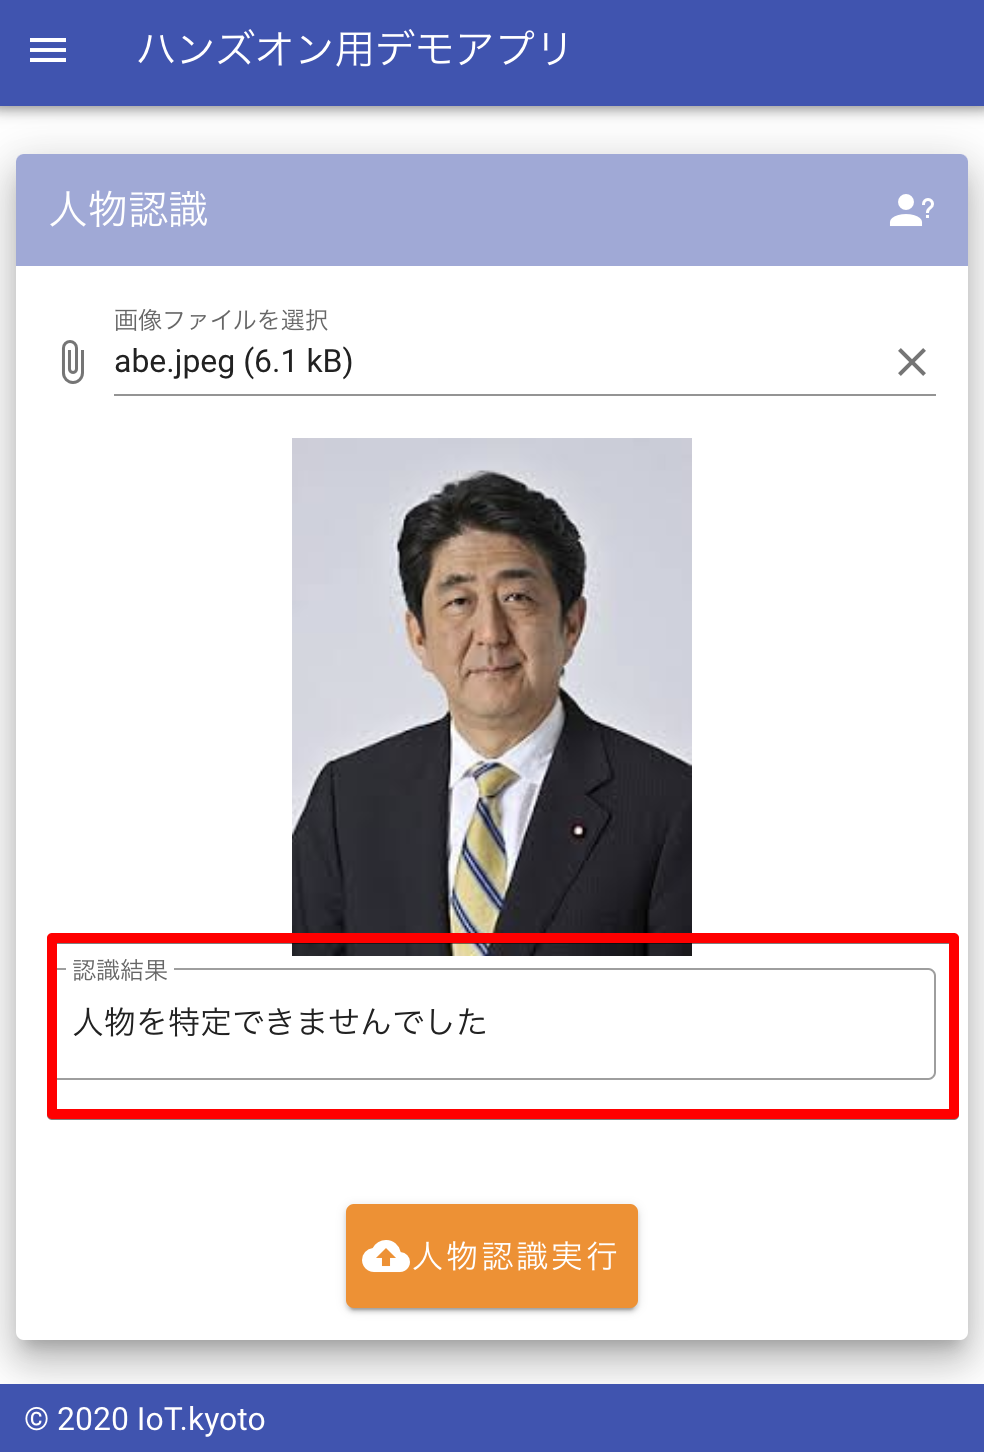 ハンズオン用デモアプリ
人物認識
画像ファイルを選択
abe.jpeg (6.1 kB)
認識結果
人物を特定できませんでした
人物認識実行
© 2020 IoT.kyoto